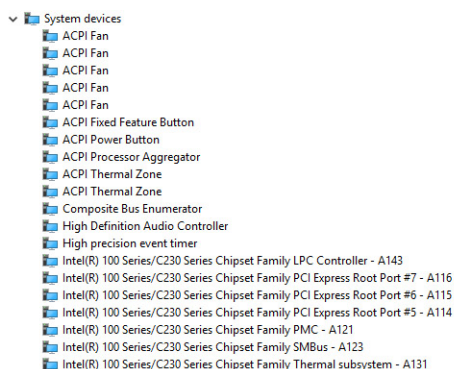 System devices
ACPI Fan
ACPI Fan
ACPI Fan
ACPI Fan
ACPI Fan
ACPI Fixed Feature Button
ACPI Power Button
ACPI Processor Aggregator
ACPI Thermal Zone
ACPI Thermal Zone
Composite Bus Enumerator
High Definition Audio Controller
High precision event timer
Intel(R) 100 Series/C230 Series Chipset Family LPC Controller - A143
Intel(R) 100 Series/C230 Series Chipset Family PCI Express Root Port #7 - A116
Intel(R) 100 Series/C230 Series Chipset Family PCI Express Root Port #6 - A115
Intel(R) 100 Series/C230 Series Chipset Family PCI Express Root Port #5 - A114
Intel(R) 100 Series/C230 Series Chipset Family PMC - A121
Intel(R) 100 Series/C230 Series Chipset Family SMBus - A123
Intel(R) 100 Series/C230 Series Chipset Family Thermal subsystem - A131